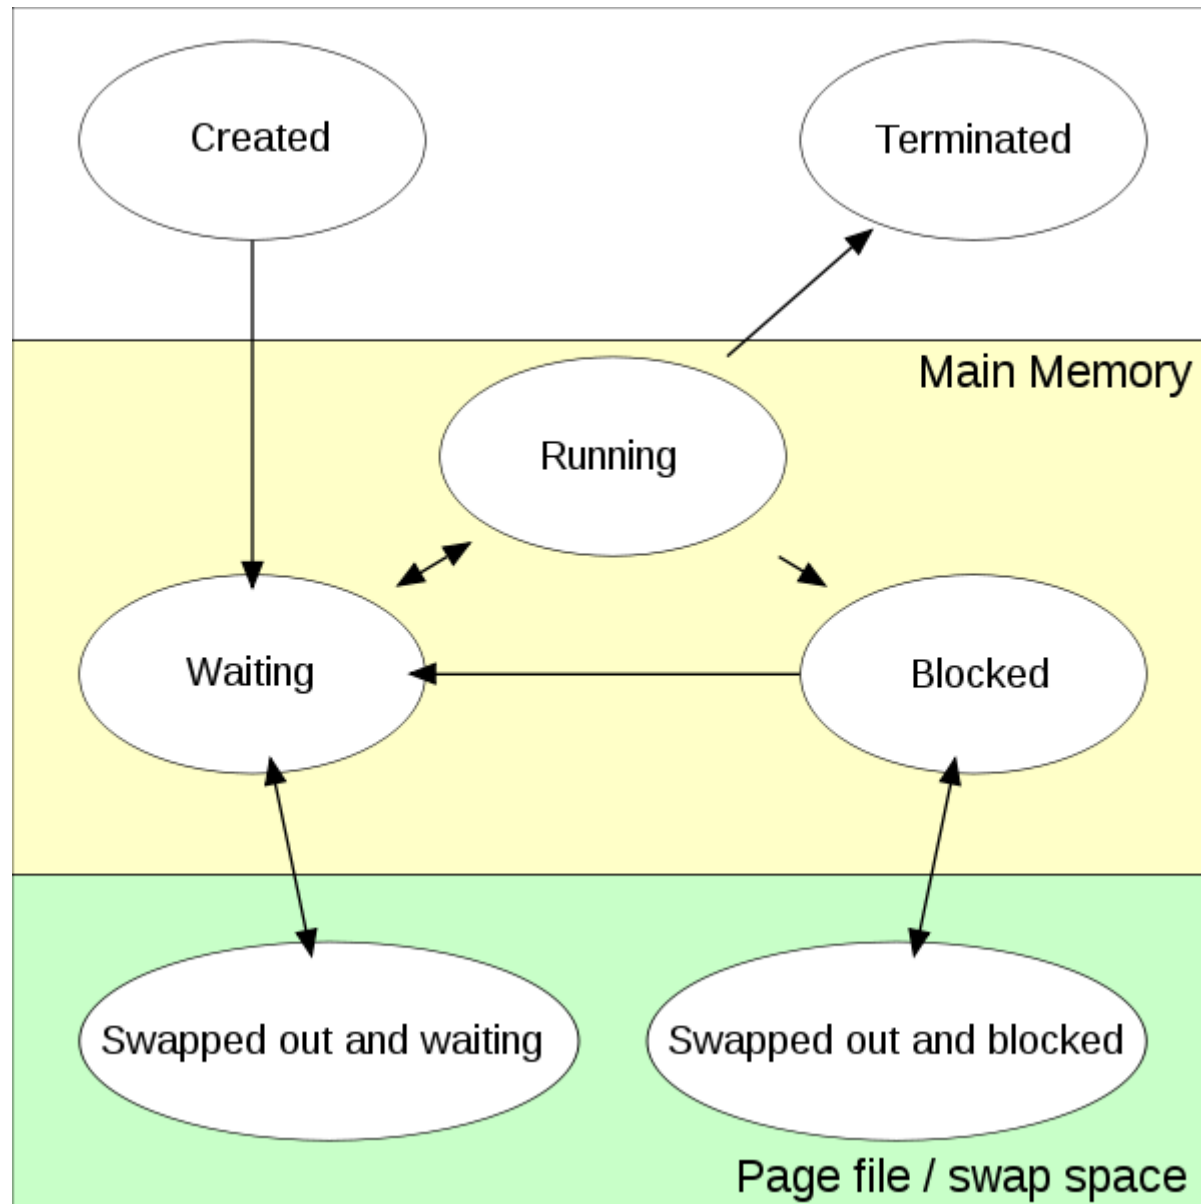 Created
Terminated
Main Memory
Running
Waiting
Blocked
Swapped out and waiting
Swapped out and blocked
Page file / swap space